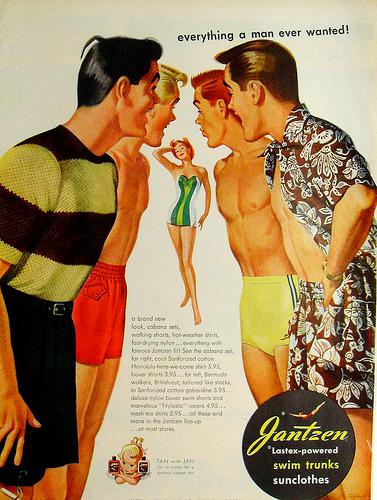 everything a man ever wanted!
a brand new
look, cabana sets,
walking shorts, hot-weather shirts,
fast-drying nylon...everything with
famous Jantzen fit! See the cabana set,
far right, cool Sanforized cotton
Honolulu-here-we-come shirt 5.95,
boxer shorts 3.95...far left, Bermuda
walkers, British-cut, tailored like slacks,
in Sanforized cotton gabardine 5.95...
deluxe nylon boxer swim shorts and
marvelous "Nylastic" racers 4.95...
mesh tee shirts 2.95...all these and
more in the Jantzen line-up
...at most stores.
TAN with JAN
Jantzen
"Lastex-powered
swim trunks
sunclothes